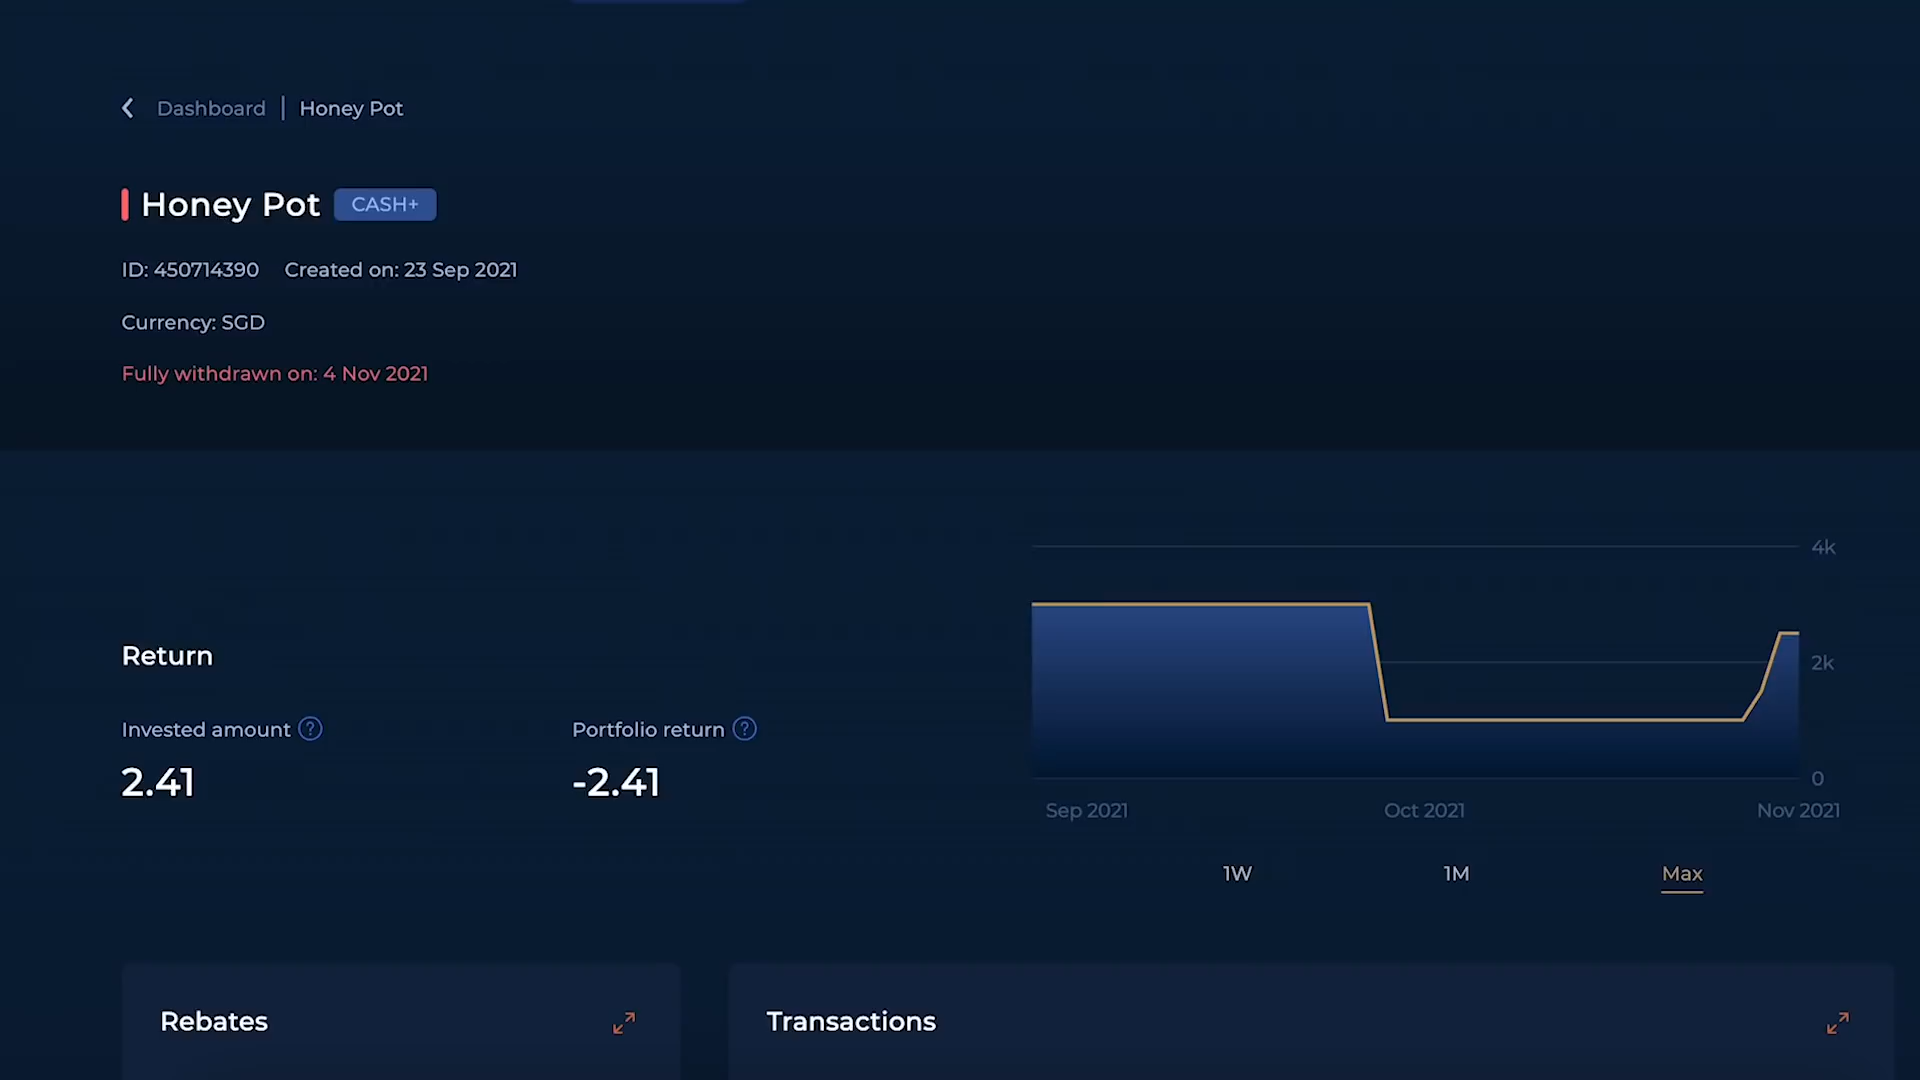 Dashboard | Honey Pot
Honey Pot CASH+
ID: 450714390 Created on: 23 Sep 2021
Currency: SGD
Fully withdrawn on: 4 Nov 2021
Return
Invested amount ?
2.41
Portfolio return ?
-2.41
4k
2k
0
Sep 2021 Oct 2021 Nov 2021
1W 1M Max
Rebates
Transactions